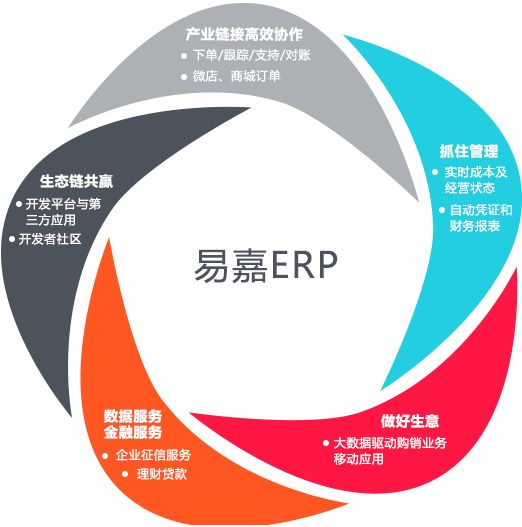 产业链接高效协作
下单/跟踪/支持/对账
微店、商城订单
抓住管理
实时成本及
经营状态
自动凭证和
财务报表
做好生意
大数据驱动购销业务
移动应用
数据服务
金融服务
企业征信服务
理财贷款
生态链共赢
开发平台与第
三方应用
开发者社区
易嘉ERP